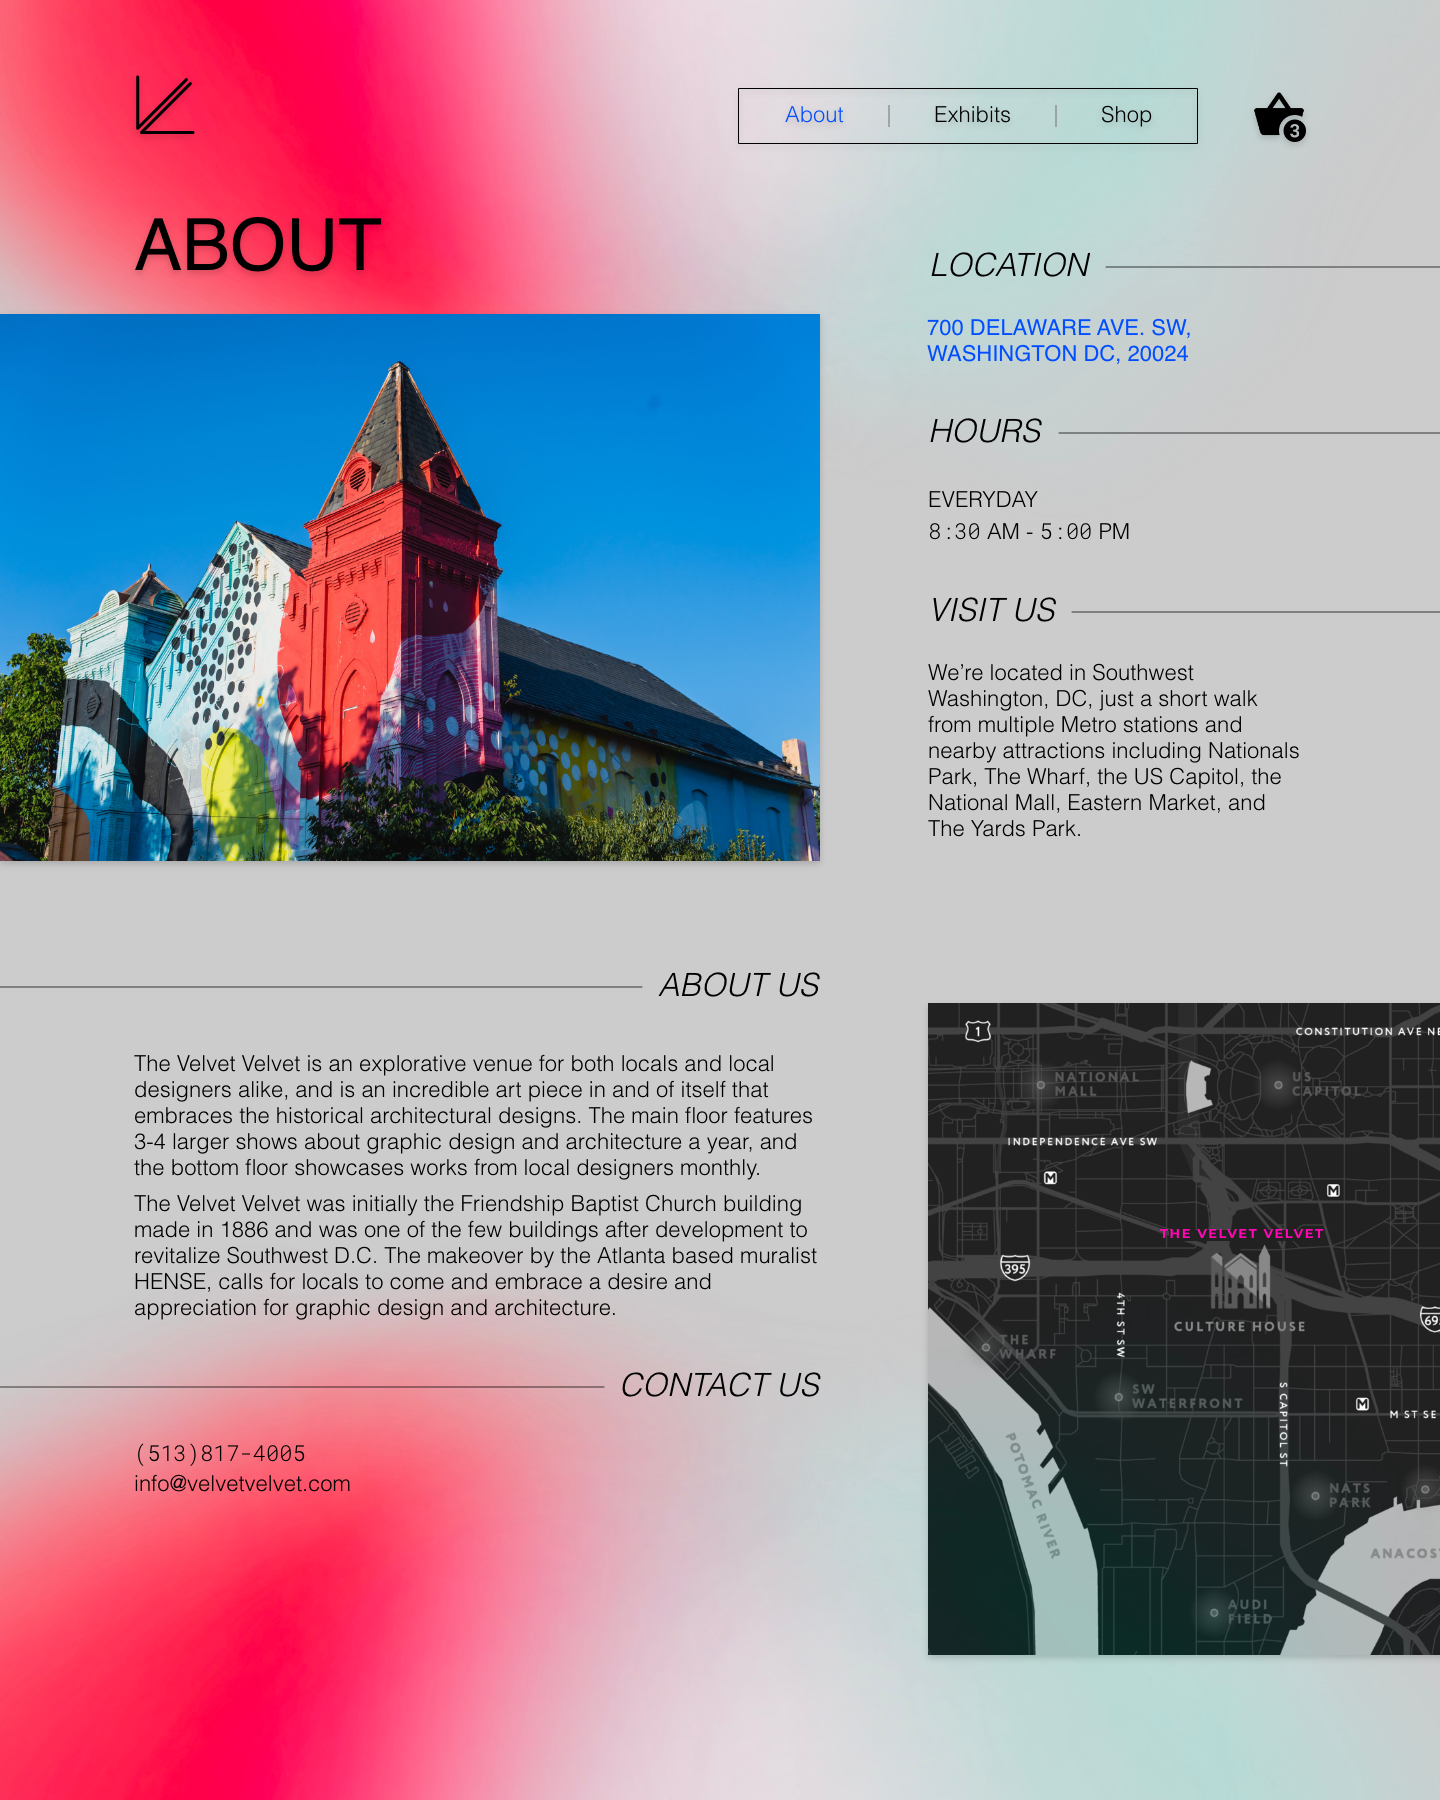 About | Exhibits | Shop
3
ABOUT
LOCATION
700 DELAWARE AVE. SW,
WASHINGTON DC, 20024
HOURS
EVERYDAY
8:30 AM - 5:00 PM
VISIT US
We’re located in Southwest
Washington, DC, just a short walk
from multiple Metro stations and
nearby attractions including Nationals
Park, The Wharf, the US Capitol, the
National Mall, Eastern Market, and
The Yards Park.
ABOUT US
The Velvet Velvet is an explorative venue for both locals and local
designers alike, and is an incredible art piece in and of itself that
embraces the historical architectural designs. The main floor features
3-4 larger shows about graphic design and architecture a year, and
the bottom floor showcases works from local designers monthly.
The Velvet Velvet was initially the Friendship Baptist Church building
made in 1886 and was one of the few buildings after development to
revitalize Southwest D.C. The makeover by the Atlanta based muralist
HENSE, calls for locals to come and embrace a desire and
appreciation for graphic design and architecture.
CONTACT US
(513)817-4005
info@velvetvelvet.com
1
CONSTITUTION AVE NE
NATIONAL
MALL
US
CAPITOL
INDEPENDENCE AVE SW
M
M
THE VELVET VELVET
395
4TH ST SW
CULTURE HOUSE
69
THE
WHARF
SW
WATERFRONT
S CAPITOL ST
M
M ST SE
POTOMAC RIVER
NATS
PARK
ANACOS
AUDI
FIELD